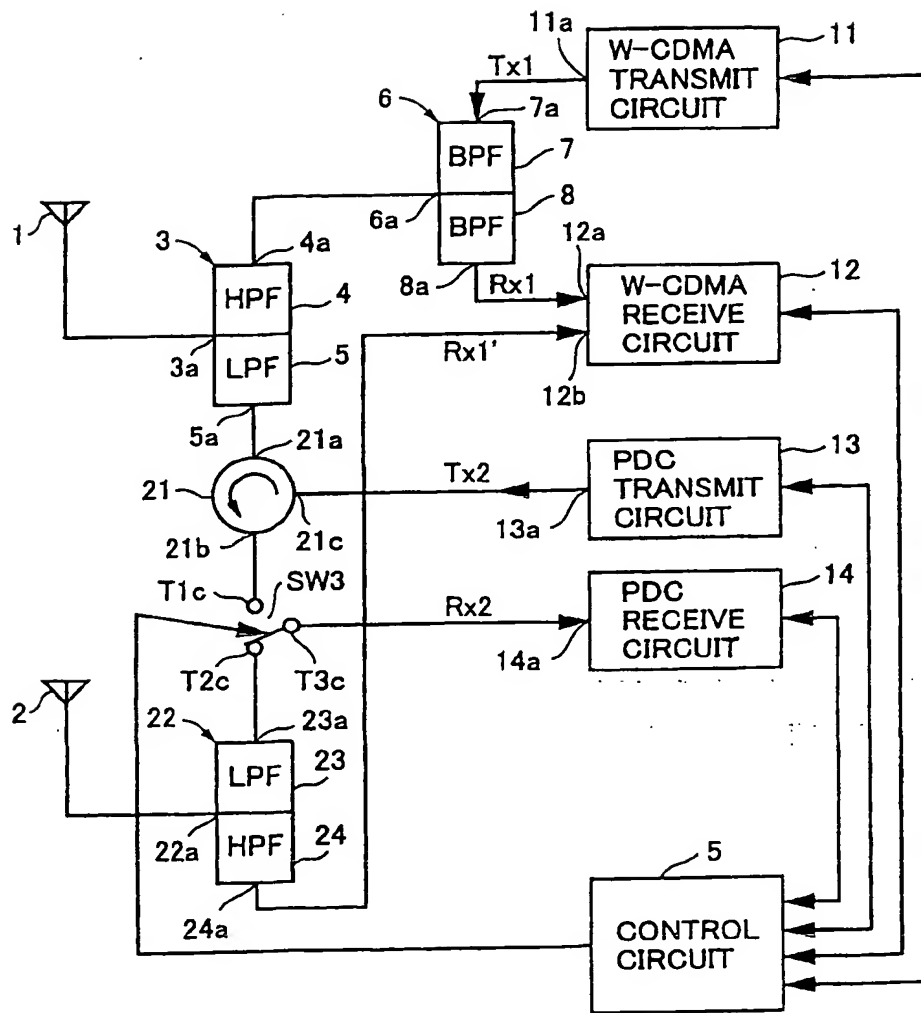 11a
W-CDMA
TRANSMIT
CIRCUIT
11
Tx1
7a
6
BPF
7
8
BPF
6a
8a
Rx1
12a
W-CDMA
RECEIVE
CIRCUIT
12
12b
Rx1'
1
3
4a
HPF
4
3a
LPF
5
5a
21a
21
21b
21c
Tx2
PDC
TRANSMIT
CIRCUIT
13
13a
T1c
SW3
Rx2
PDC
RECEIVE
CIRCUIT
14
14a
T2c
T3c
2
22
23a
LPF
23
22a
HPF
24
24a
5
CONTROL
CIRCUIT